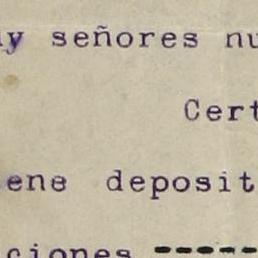 y señores nu
Cert
ene deposit
ciones -----